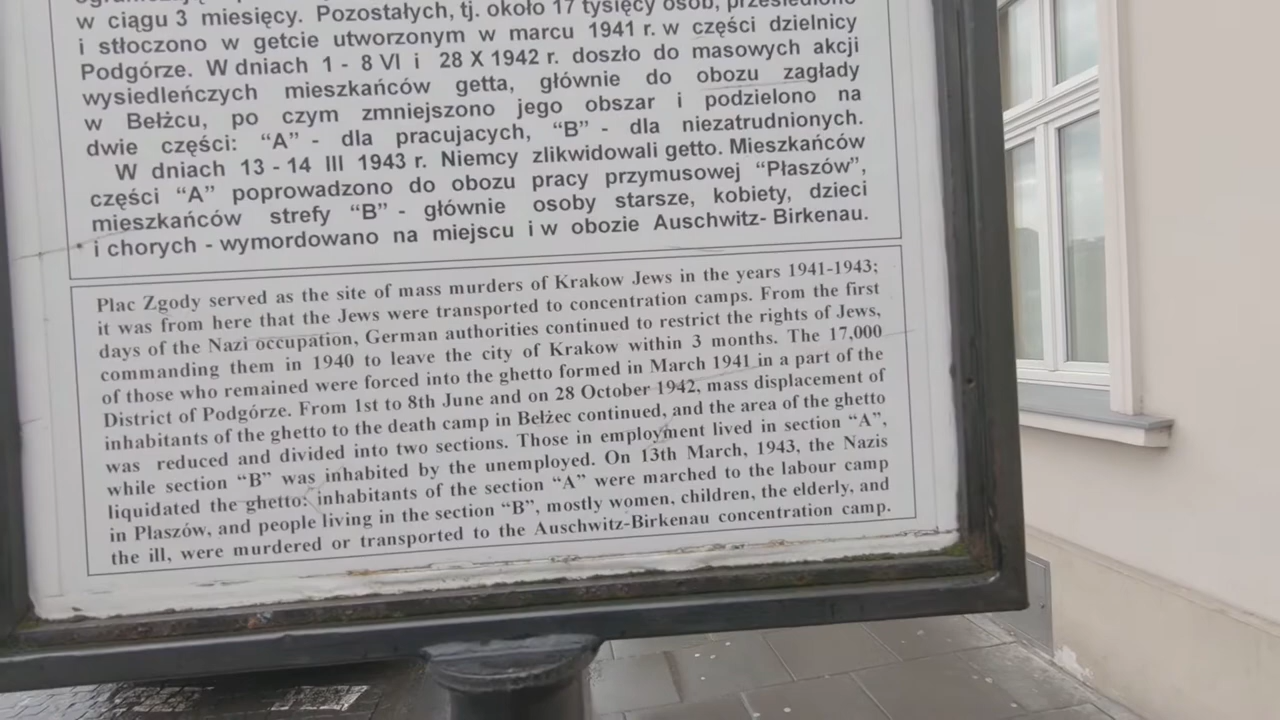 w ciągu 3 miesięcy. Pozostałych, tj. około 17 tysięcy osób, przesiedlono
i stłoczono w getcie utworzonym w marcu 1941 r. w części dzielnicy
Podgórze. W dniach 1 - 8 VI i 28 X 1942 r. doszło do masowych akcji
wysiedleńczych mieszkańców getta, głównie do obozu zagłady
w Bełżcu, po czym zmniejszono jego obszar i podzielono na
dwie części: “A” - dla pracujacych, “B” - dla niezatrudnionych.
W dniach 13 - 14 III 1943 r. Niemcy zlikwidowali getto. Mieszkańców
części “A” poprowadzono do obozu pracy przymusowej “Płaszów”,
mieszkańców strefy “B” - głównie osoby starsze, kobiety, dzieci
i chorych - wymordowano na miejscu i w obozie Auschwitz- Birkenau.
Plac Zgody served as the site of mass murders of Krakow Jews in the years 1941-1943;
it was from here that the Jews were transported to concentration camps. From the first
days of the Nazi occupation, German authorities continued to restrict the rights of Jews,
commanding them in 1940 to leave the city of Krakow within 3 months. The 17,000
of those who remained were forced into the ghetto formed in March 1941 in a part of the
District of Podgórze. From 1st to 8th June and on 28 October 1942, mass displacement of
inhabitants of the ghetto to the death camp in Bełżec continued, and the area of the ghetto
was reduced and divided into two sections. Those in employment lived in section “A”,
while section “B” was inhabited by the unemployed. On 13th March, 1943, the Nazis
liquidated the ghetto: inhabitants of the section “A” were marched to the labour camp
in Płaszów, and people living in the section “B”, mostly women, children, the elderly, and
the ill, were murdered or transported to the Auschwitz-Birkenau concentration camp.